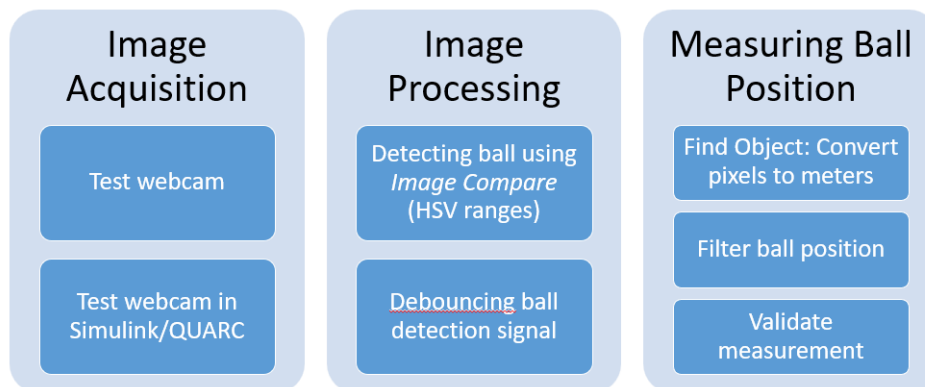 Image
Acquisition
Test webcam
Test webcam in
Simulink/QUARC
Image
Processing
Detecting ball using
Image Compare
(HSV ranges)
Debouncing ball
detection signal
Measuring Ball
Position
Find Object: Convert
pixels to meters
Filter ball position
Validate
measurement